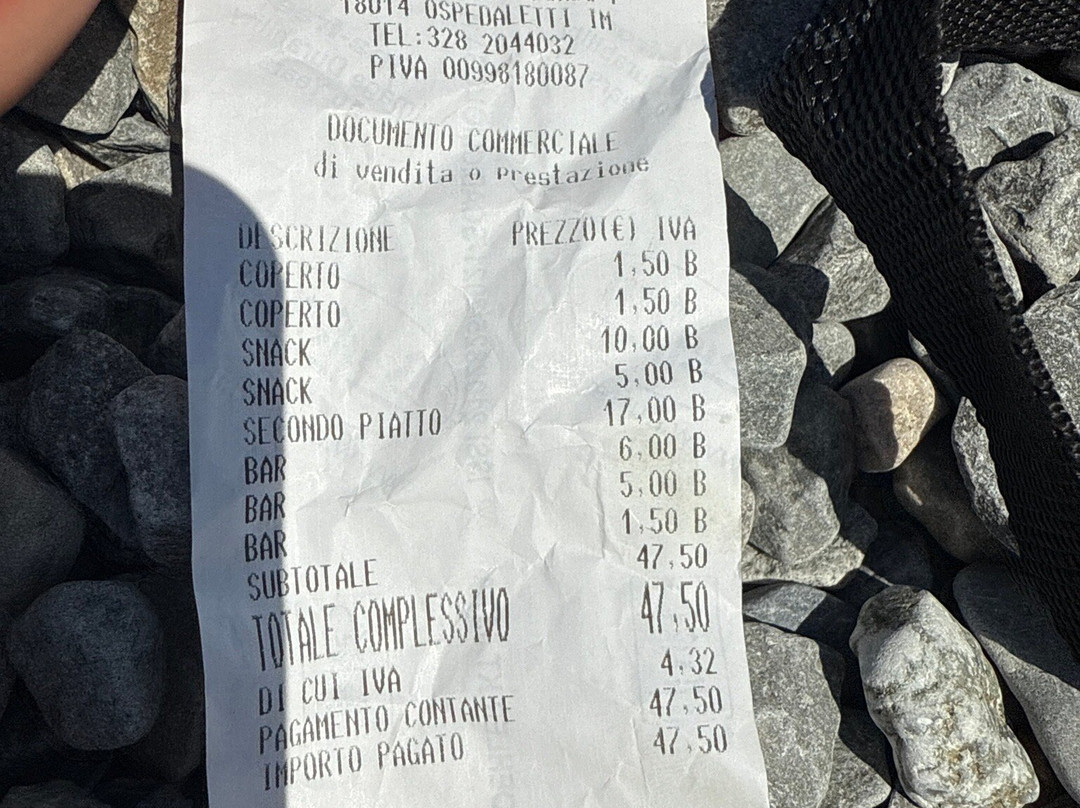 18014 OSPEDALETTI IM
TEL:328 2044032
PIVA 00998180087
DOCUMENTO COMMERCIALE
di vendita o prestazione
DESCRIZIONE PREZZO(€) IVA
COPERTO 1,50 B
COPERTO 1,50 B
SNACK 10,00 B
SNACK 5,00 B
SECONDO PIATTO 17,00 B
BAR 6,00 B
BAR 5,00 B
BAR 1,50 B
SUBTOTALE 47,50
TOTALE COMPLESSIVO 47,50
DI CUI IVA 4,32
PAGAMENTO CONTANTE 47,50
IMPORTO PAGATO 47,50